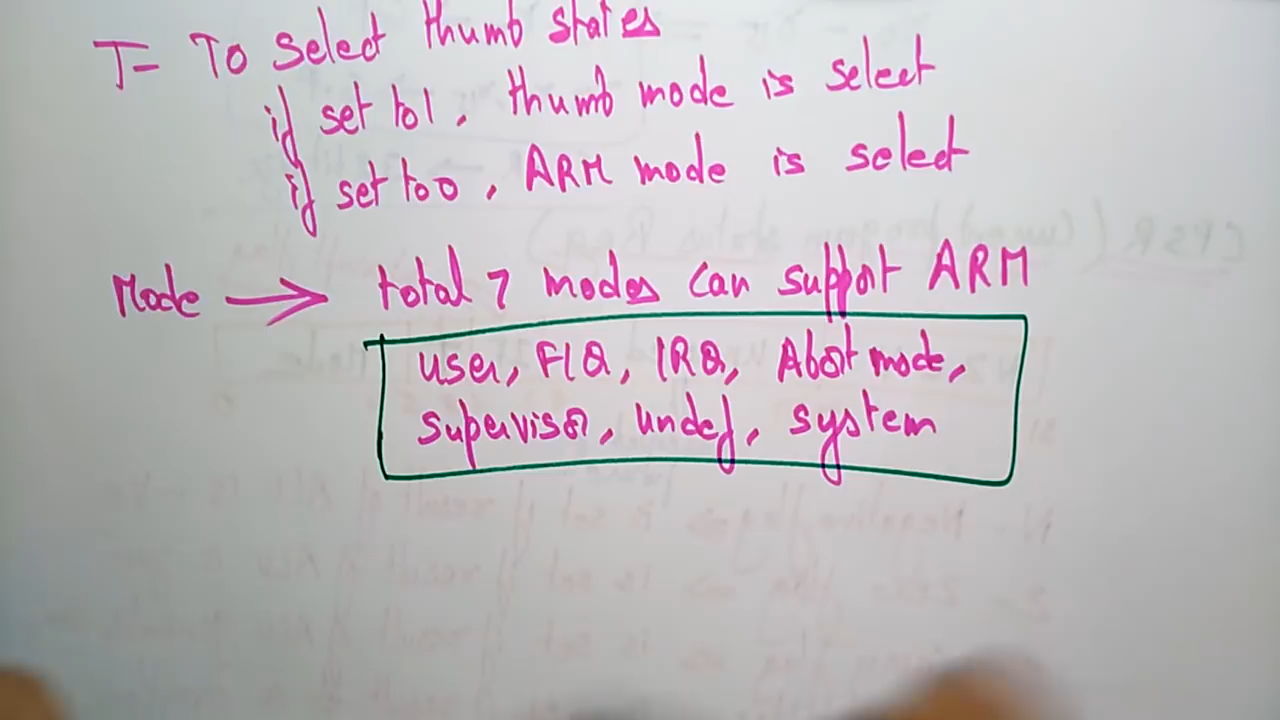 T= To select thumb states
if set to 1, thumb mode is select
if set to 0, ARM mode is select
Mode → total 7 modes can support ARM
user, FIQ, IRQ, Abort mode,
supervisor, undef, system